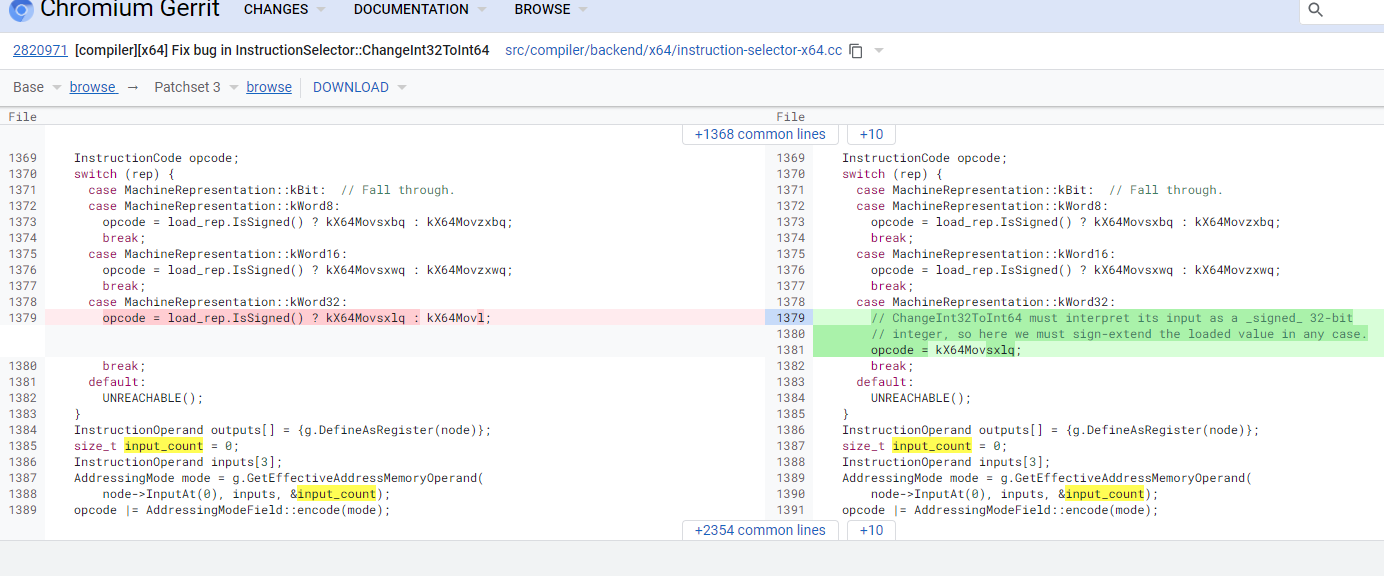 Chromium Gerrit CHANGES DOCUMENTATION BROWSE
2820971 [compiler][x64] Fix bug in InstructionSelector::ChangeInt32ToInt64 src/compiler/backend/x64/instruction-selector-x64.cc
Base browse → Patchset 3 browse DOWNLOAD
File
+1368 common lines +10
1369 InstructionCode opcode;
1370 switch (rep) {
1371 case MachineRepresentation::kBit: // Fall through.
1372 case MachineRepresentation::kWord8:
1373 opcode = load_rep.IsSigned() ? kX64Movsxbq : kX64Movzxbq;
1374 break;
1375 case MachineRepresentation::kWord16:
1376 opcode = load_rep.IsSigned() ? kX64Movsxwq : kX64Movzxwq;
1377 break;
1378 case MachineRepresentation::kWord32:
1379 opcode = load_rep.IsSigned() ? kX64Movsxlq : kX64Movl;
1380 break;
1381 default:
1382 UNREACHABLE();
1383 }
1384 InstructionOperand outputs[] = {g.DefineAsRegister(node)};
1385 size_t input_count = 0;
1386 InstructionOperand inputs[3];
1387 AddressingMode mode = g.GetEffectiveAddressMemoryOperand(
1388 node->InputAt(0), inputs, &input_count);
1389 opcode |= AddressingModeField::encode(mode);
+2354 common lines +10
File
1369 InstructionCode opcode;
1370 switch (rep) {
1371 case MachineRepresentation::kBit: // Fall through.
1372 case MachineRepresentation::kWord8:
1373 opcode = load_rep.IsSigned() ? kX64Movsxbq : kX64Movzxbq;
1374 break;
1375 case MachineRepresentation::kWord16:
1376 opcode = load_rep.IsSigned() ? kX64Movsxwq : kX64Movzxwq;
1377 break;
1378 case MachineRepresentation::kWord32:
1379 // ChangeInt32ToInt64 must interpret its input as a _signed_ 32-bit
1380 // integer, so here we must sign-extend the loaded value in any case.
1381 opcode = kX64Movsxlq;
1382 break;
1383 default:
1384 UNREACHABLE();
1385 }
1386 InstructionOperand outputs[] = {g.DefineAsRegister(node)};
1387 size_t input_count = 0;
1388 InstructionOperand inputs[3];
1389 AddressingMode mode = g.GetEffectiveAddressMemoryOperand(
1390 node->InputAt(0), inputs, &input_count);
1391 opcode |= AddressingModeField::encode(mode);